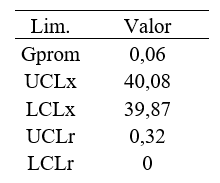 Lim. Valor
Gprom 0,06
UCLx 40,08
LCLx 39,87
UCLr 0,32
LCLr 0